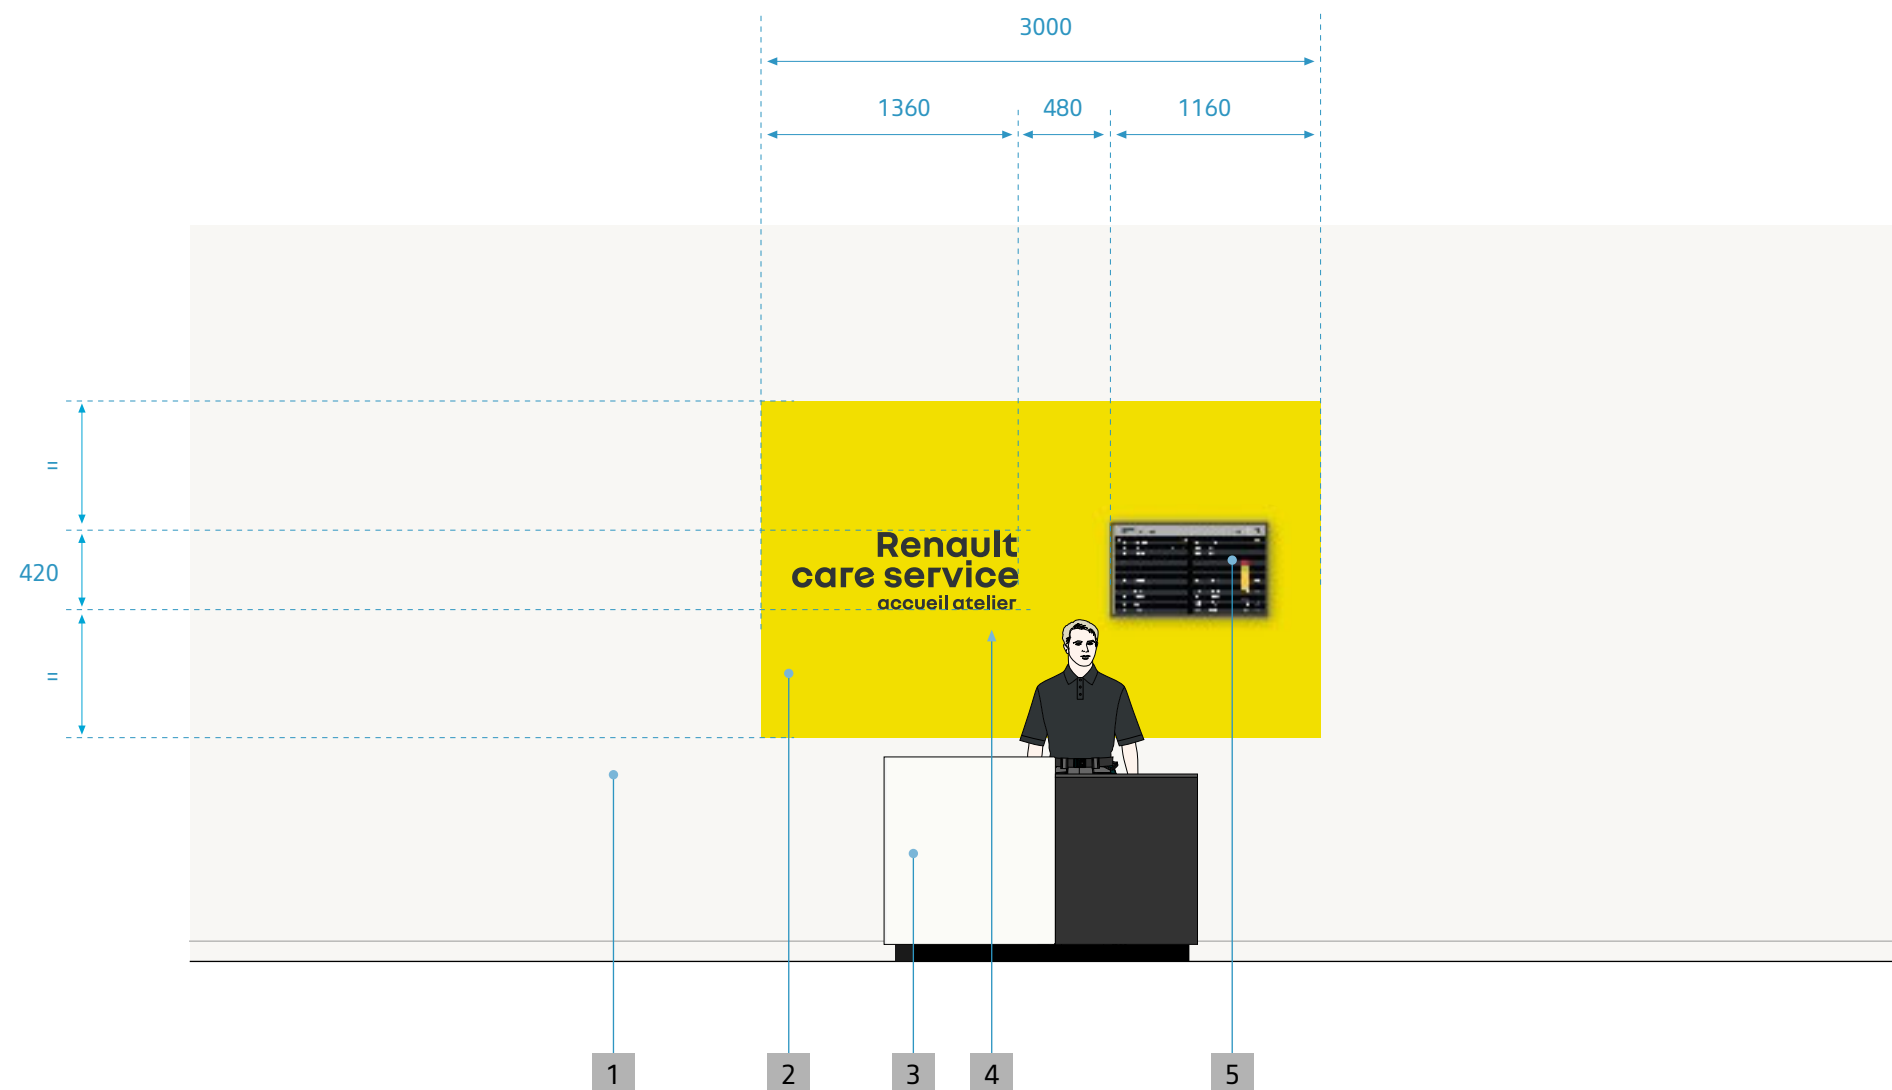 3000
1360 480 1160
=
420
=
Renault
care service
accueil atelier
1 2 3 4 5